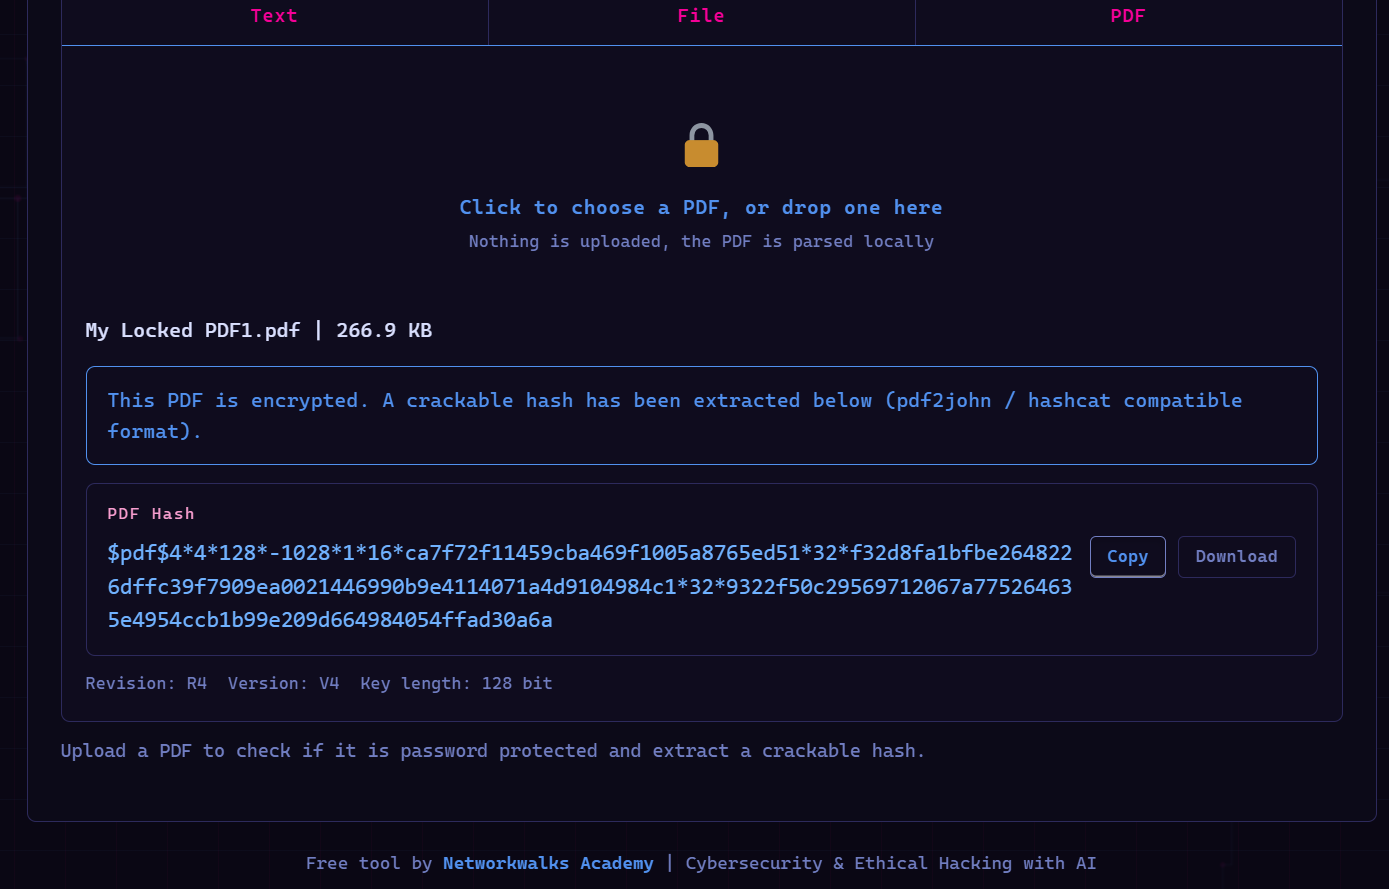 Text File PDF
Click to choose a PDF, or drop one here
Nothing is uploaded, the PDF is parsed locally
My Locked PDF1.pdf | 266.9 KB
This PDF is encrypted. A crackable hash has been extracted below (pdf2john / hashcat compatible
format).
PDF Hash
$pdf$4*4*128*-1028*1*16*ca7f72f11459cba469f1005a8765ed51*32*f32d8fa1bfbe264822
6dffc39f7909ea0021446990b9e4114071a4d9104984c1*32*9322f50c29569712067a77526463
5e4954ccb1b99e209d664984054ffad30a6a
Copy Download
Revision: R4 Version: V4 Key length: 128 bit
Upload a PDF to check if it is password protected and extract a crackable hash.
Free tool by Networkwalks Academy | Cybersecurity & Ethical Hacking with AI